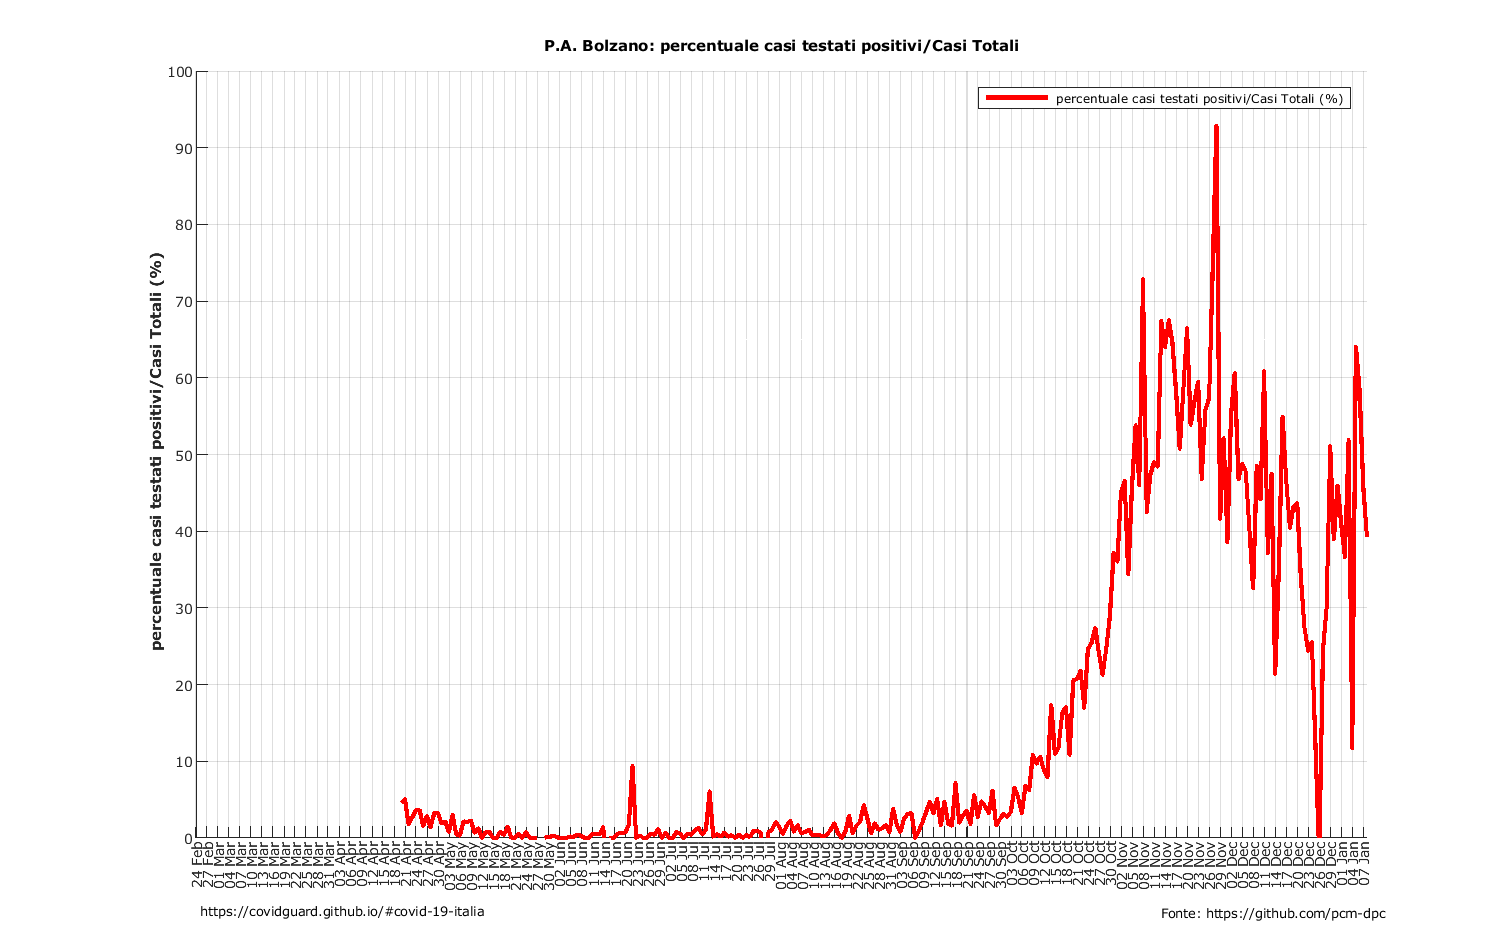 P.A. Bolzano: percentuale casi testati positivi/Casi Totali
percentuale casi testati positivi/Casi Totali (%)
percentuale casi testati positivi/Casi Totali (%)
100
90
80
70
60
50
40
30
20
10
0
24 Feb
27 Feb
01 Mar
04 Mar
07 Mar
10 Mar
13 Mar
16 Mar
19 Mar
22 Mar
25 Mar
28 Mar
31 Mar
03 Apr
06 Apr
09 Apr
12 Apr
15 Apr
18 Apr
21 Apr
24 Apr
27 Apr
30 Apr
03 May
06 May
09 May
12 May
15 May
18 May
21 May
24 May
27 May
30 May
02 Jun
05 Jun
08 Jun
11 Jun
14 Jun
17 Jun
20 Jun
23 Jun
26 Jun
29 Jun
02 Jul
05 Jul
08 Jul
11 Jul
14 Jul
17 Jul
20 Jul
23 Jul
26 Jul
29 Jul
01 Aug
04 Aug
07 Aug
10 Aug
13 Aug
16 Aug
19 Aug
22 Aug
25 Aug
28 Aug
31 Aug
03 Sep
06 Sep
09 Sep
12 Sep
15 Sep
18 Sep
21 Sep
24 Sep
27 Sep
30 Sep
03 Oct
06 Oct
09 Oct
12 Oct
15 Oct
18 Oct
21 Oct
24 Oct
27 Oct
30 Oct
02 Nov
05 Nov
08 Nov
11 Nov
14 Nov
17 Nov
20 Nov
23 Nov
26 Nov
29 Nov
02 Dec
05 Dec
08 Dec
11 Dec
14 Dec
17 Dec
20 Dec
23 Dec
26 Dec
29 Dec
01 Jan
04 Jan
07 Jan
https://covidguard.github.io/#covid-19-italia
Fonte: https://github.com/pcm-dpc